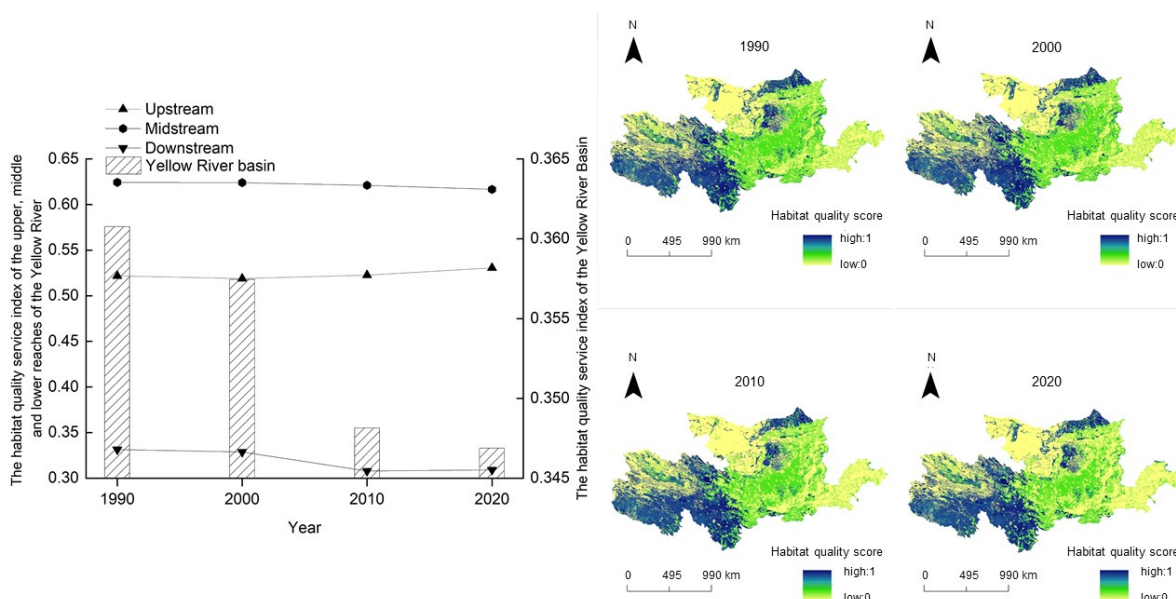 Upstream
Midstream
Downstream
Yellow River basin
The habitat quality service index of the upper, middle
and lower reaches of the Yellow River
0.65
0.60
0.55
0.50
0.45
0.40
0.35
0.30
0.365
0.360
0.355
0.350
0.345
The habitat quality service index of the Yellow River Basin
1990
2000
2010
2020
Year
N
1990
Habitat quality score
high:1
low:0
0
495
990 km
N
2000
Habitat quality score
high:1
low:0
0
495
990 km
N
2010
Habitat quality score
high:1
low:0
0
495
990 km
N
2020
Habitat quality score
high:1
low:0
0
495
990 km